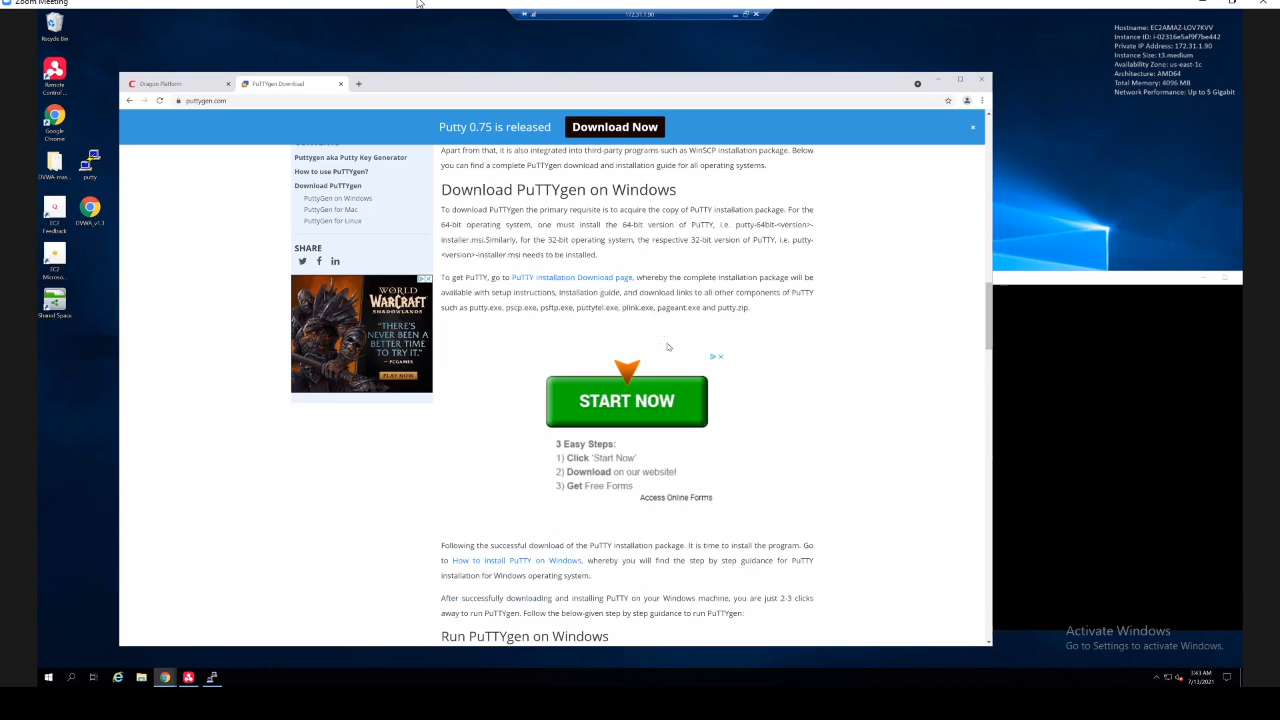 Zoom Meeting
172.31.1.90
Recycle Bin
Remote
Control ...
Google
Chrome
DVWA-mas...
putty
EC2
Feedback
DVWA_v1.3
EC2
Microso...
Shared Space
Hostname: EC2AMAZ-LOV7KVV
Instance ID: i-02316e5af9f7be442
Private IP Address: 172.31.1.90
Instance Size: t3.medium
Availability Zone: us-east-1c
Architecture: AMD64
Total Memory: 4096 MB
Network Performance: Up to 5 Gigabit
Dragon Platform
PuTTYgen Download
puttygen.com
Putty 0.75 is released
Download Now
Puttygen aka Putty Key Generator
How to use PuTTYgen?
Download PuTTYgen
PuttyGen on Windows
PuttyGen for Mac
PuttyGen for Linux
SHARE
WORLD
WARCRAFT
SHADOWLANDS
"THERE'S
NEVER BEEN A
BETTER TIME
TO TRY IT."
—PCGAMER
PLAY NOW
Apart from that, it is also integrated into third-party programs such as WinSCP installation package. Below
you can find a complete PuTTYgen download and installation guide for all operating systems.
Download PuTTYgen on Windows
To download PuTTYgen the primary requisite is to acquire the copy of PuTTY installation package. For the
64-bit operating system, one must install the 64-bit version of PuTTY, i.e. putty-64bit-<version>-
installer.msi.Similarly, for the 32-bit operating system, the respective 32-bit version of PuTTY, i.e. putty-
<version>-installer.msi needs to be installed.
To get PuTTY, go to PuTTY Installation Download page, whereby the complete installation package will be
available with setup instructions, installation guide, and download links to all other components of PuTTY
such as putty.exe, pscp.exe, psftp.exe, puttytel.exe, plink.exe, pageant.exe and putty.zip.
START NOW
3 Easy Steps:
1) Click 'Start Now'
2) Download on our website!
3) Get Free Forms
Access Online Forms
Following the successful download of the PuTTY installation package. It is time to install the program. Go
to How to install PuTTY on Windows, whereby you will find the step by step guidance for PuTTY
installation for Windows operating system.
After successfully downloading and installing PuTTY on your Windows machine, you are just 2-3 clicks
away to run PuTTYgen. Follow the below-given step by step guidance to run PuTTYgen:
Run PuTTYgen on Windows
Activate Windows
Go to Settings to activate Windows.
3:43 AM
7/13/2021